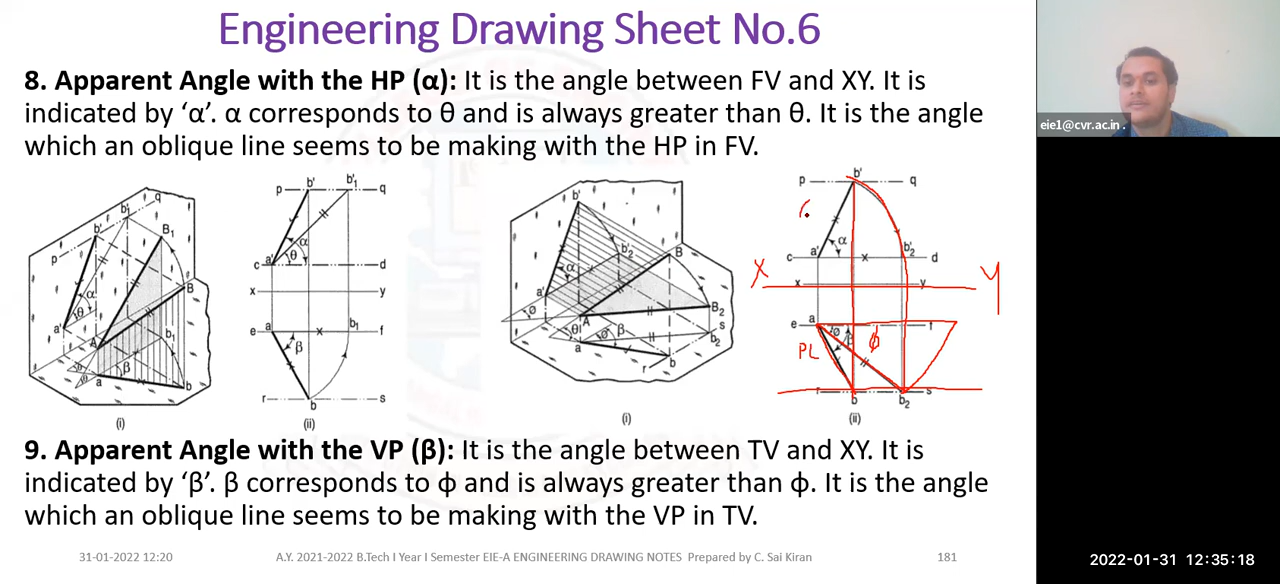 Engineering Drawing Sheet No.6
8. Apparent Angle with the HP (α): It is the angle between FV and XY. It is
indicated by ‘α’. α corresponds to θ and is always greater than θ. It is the angle
which an oblique line seems to be making with the HP in FV.
eie1@cvr.ac.in .
b'1 q
p b' B1
α
θ
a' B
A b1
θ β
a b
(i)
p b' b'1 q
α
θ
c a' d
x y
e a b1 f
β
r b s
(ii)
b'
b'2 B
α
a'
ø A θ ø β B2
a s
b2
r b
(i)
p b' q
α
c a' b'2 d
X x y Y
e a f
ø β ϕ
PL
r b b2 s
(ii)
9. Apparent Angle with the VP (β): It is the angle between TV and XY. It is
indicated by ‘β’. β corresponds to ϕ and is always greater than ϕ. It is the angle
which an oblique line seems to be making with the VP in TV.
31-01-2022 12:20 A.Y. 2021-2022 B.Tech I Year I Semester EIE-A ENGINEERING DRAWING NOTES Prepared by C. Sai Kiran 181
2022-01-31 12:35:18